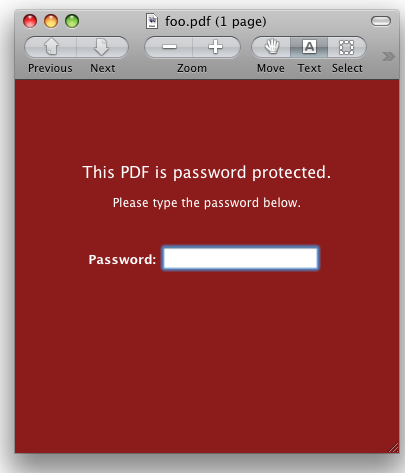 foo.pdf (1 page)
Previous Next Zoom Move Text Select
This PDF is password protected.
Please type the password below.
Password: